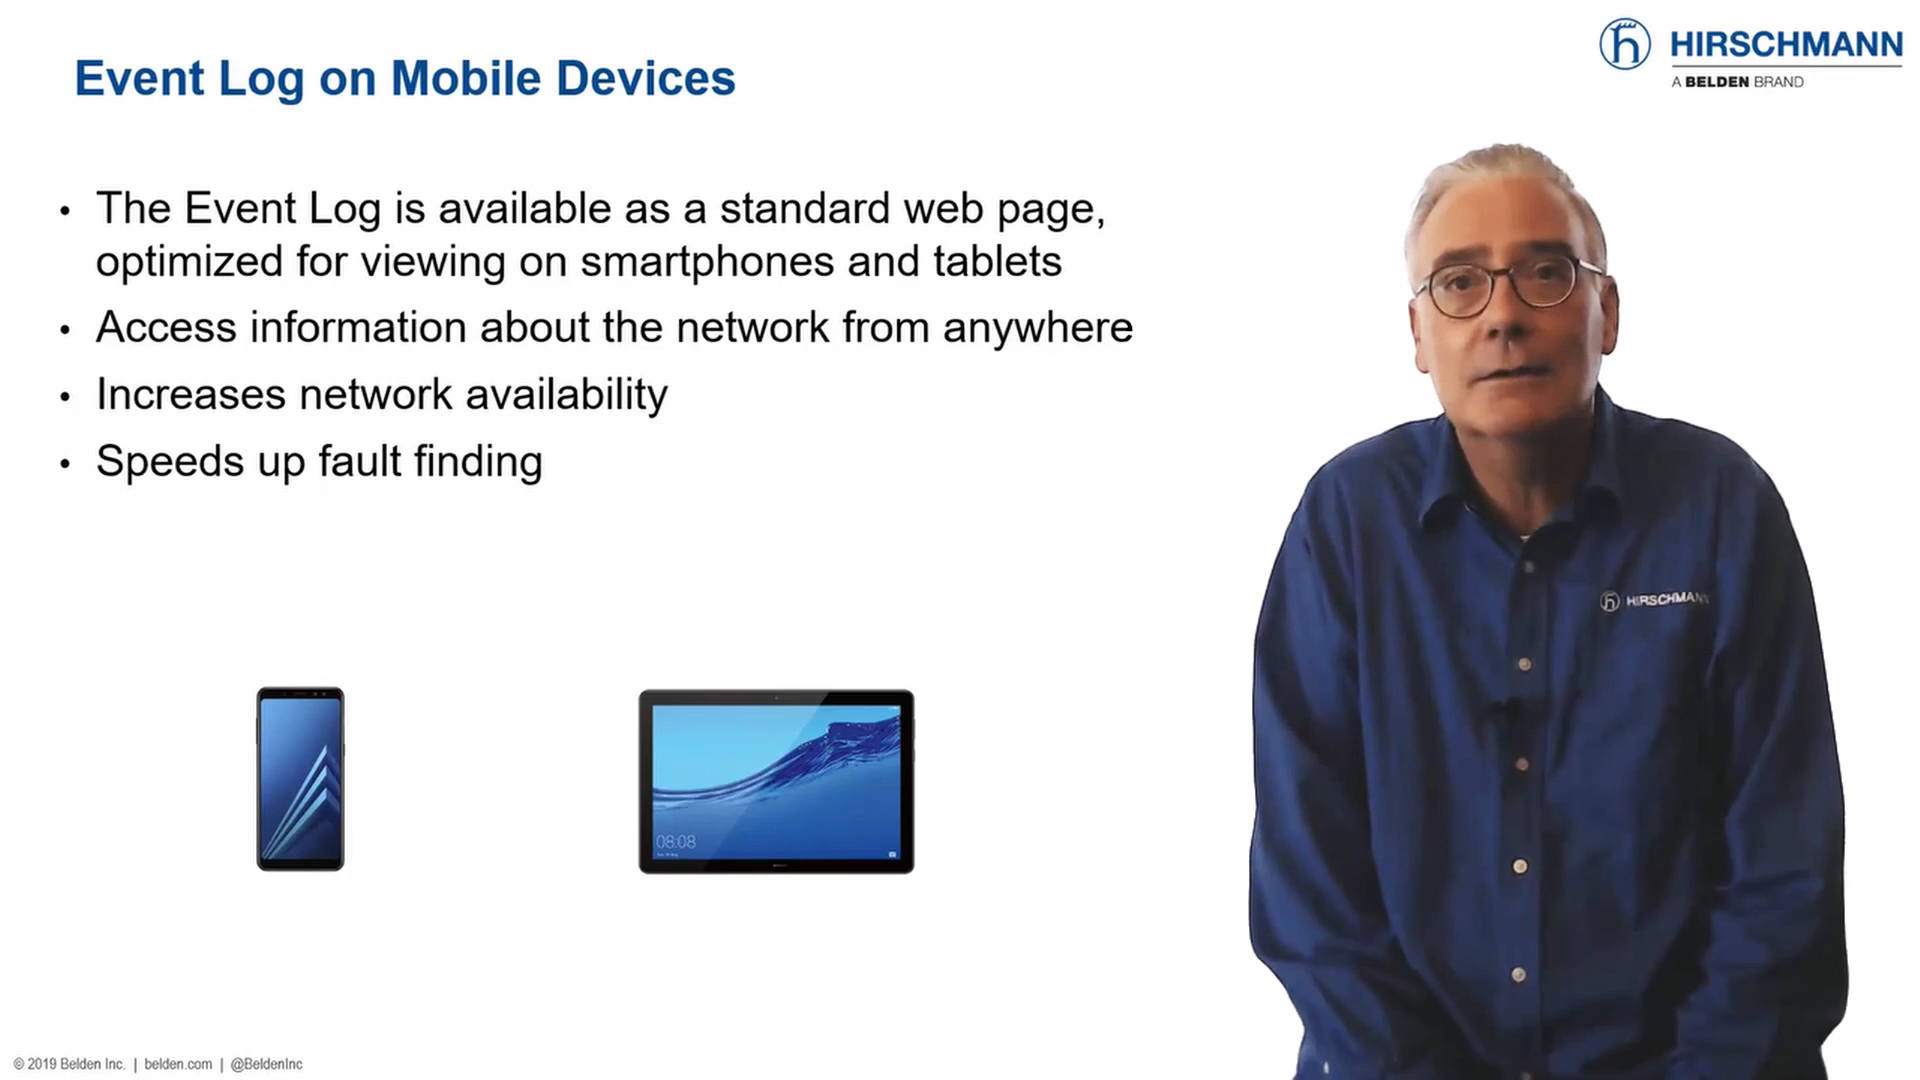 HIRSCHMANN
A BELDEN BRAND
Event Log on Mobile Devices
• The Event Log is available as a standard web page,
optimized for viewing on smartphones and tablets
• Access information about the network from anywhere
• Increases network availability
• Speeds up fault finding
HIRSCHMANN
08:08
© 2019 Belden Inc. | belden.com | @BeldenInc